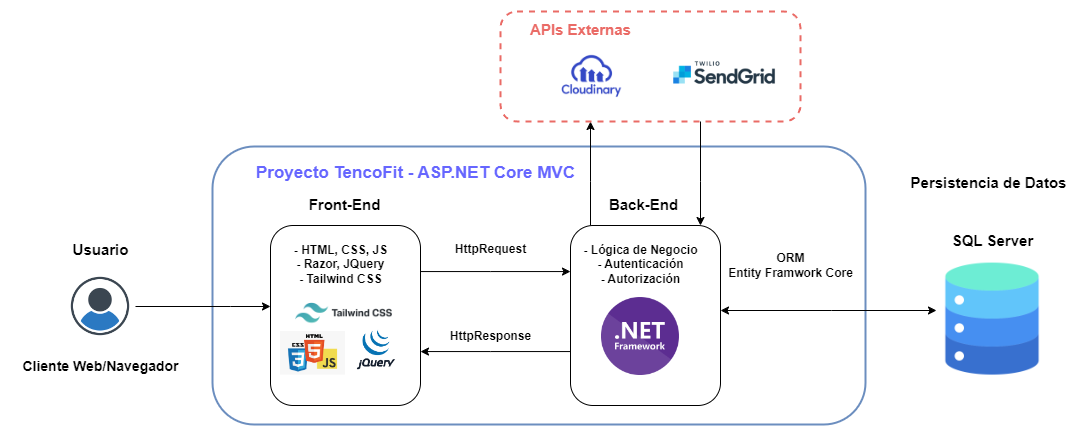 APIs Externas
Cloudinary
TWILIO
SendGrid
Proyecto TencoFit - ASP.NET Core MVC
Persistencia de Datos
Front-End
Back-End
Usuario
SQL Server
- HTML, CSS, JS
- Razor, JQuery
- Tailwind CSS
HttpRequest
- Lógica de Negocio
- Autenticación
- Autorización
ORM
Entity Framwork Core
Tailwind CSS
CSS
3
HTML
5
JS
jQuery
HttpResponse
.NET
Framework
Cliente Web/Navegador